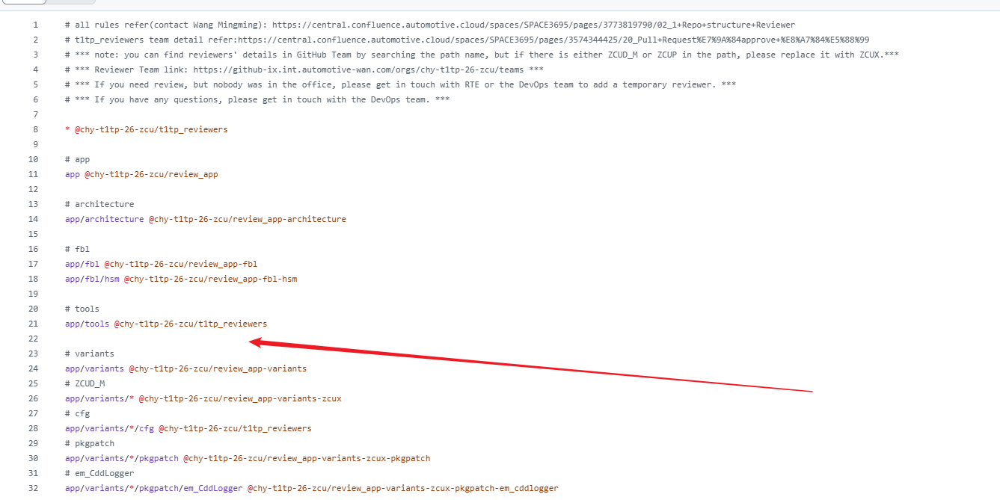 1 # all rules refer(contact Wang Mingming): https://central.confluence.automotive.cloud/spaces/SPACE3695/pages/3773819790/02_1+Repo+structure+Reviewer
2 # t1tp_reviewers team detail refer:https://central.confluence.automotive.cloud/spaces/SPACE3695/pages/3574344425/20_Pull+Request%E7%9A%84approve+%E8%A7%84%E5%88%99
3 # *** note: you can find reviewers' details in GitHub Team by searching the path name, but if there is either ZCUD_M or ZCUP in the path, please replace it with ZCUX.***
4 # *** Reviewer Team link: https://github-ix.int.automotive-wan.com/orgs/chy-t1tp-26-zcu/teams ***
5 # *** If you need review, but nobody was in the office, please get in touch with RTE or the DevOps team to add a temporary reviewer. ***
6 # *** If you have any questions, please get in touch with the DevOps team. ***
7
8 * @chy-t1tp-26-zcu/t1tp_reviewers
9
10 # app
11 app @chy-t1tp-26-zcu/review_app
12
13 # architecture
14 app/architecture @chy-t1tp-26-zcu/review_app-architecture
15
16 # fbl
17 app/fbl @chy-t1tp-26-zcu/review_app-fbl
18 app/fbl/hsm @chy-t1tp-26-zcu/review_app-fbl-hsm
19
20 # tools
21 app/tools @chy-t1tp-26-zcu/t1tp_reviewers
22
23 # variants
24 app/variants @chy-t1tp-26-zcu/review_app-variants
25 # ZCUD_M
26 app/variants/* @chy-t1tp-26-zcu/review_app-variants-zcux
27 # cfg
28 app/variants/*/cfg @chy-t1tp-26-zcu/t1tp_reviewers
29 # pkgpatch
30 app/variants/*/pkgpatch @chy-t1tp-26-zcu/review_app-variants-zcux-pkgpatch
31 # em_CddLogger
32 app/variants/*/pkgpatch/em_CddLogger @chy-t1tp-26-zcu/review_app-variants-zcux-pkgpatch-em_cddlogger